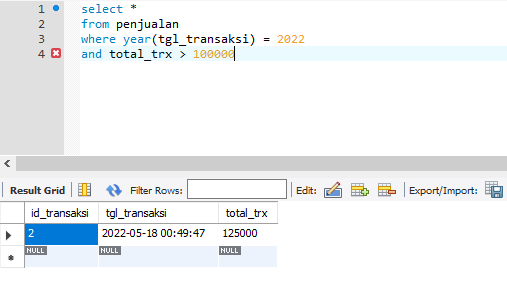 1 select *
2 from penjualan
3 where year(tgl_transaksi) = 2022
4 and total_trx > 100000
Result Grid Filter Rows: Edit: Export/Import:
id_transaksi tgl_transaksi total_trx
2 2022-05-18 00:49:47 125000
NULL NULL NULL